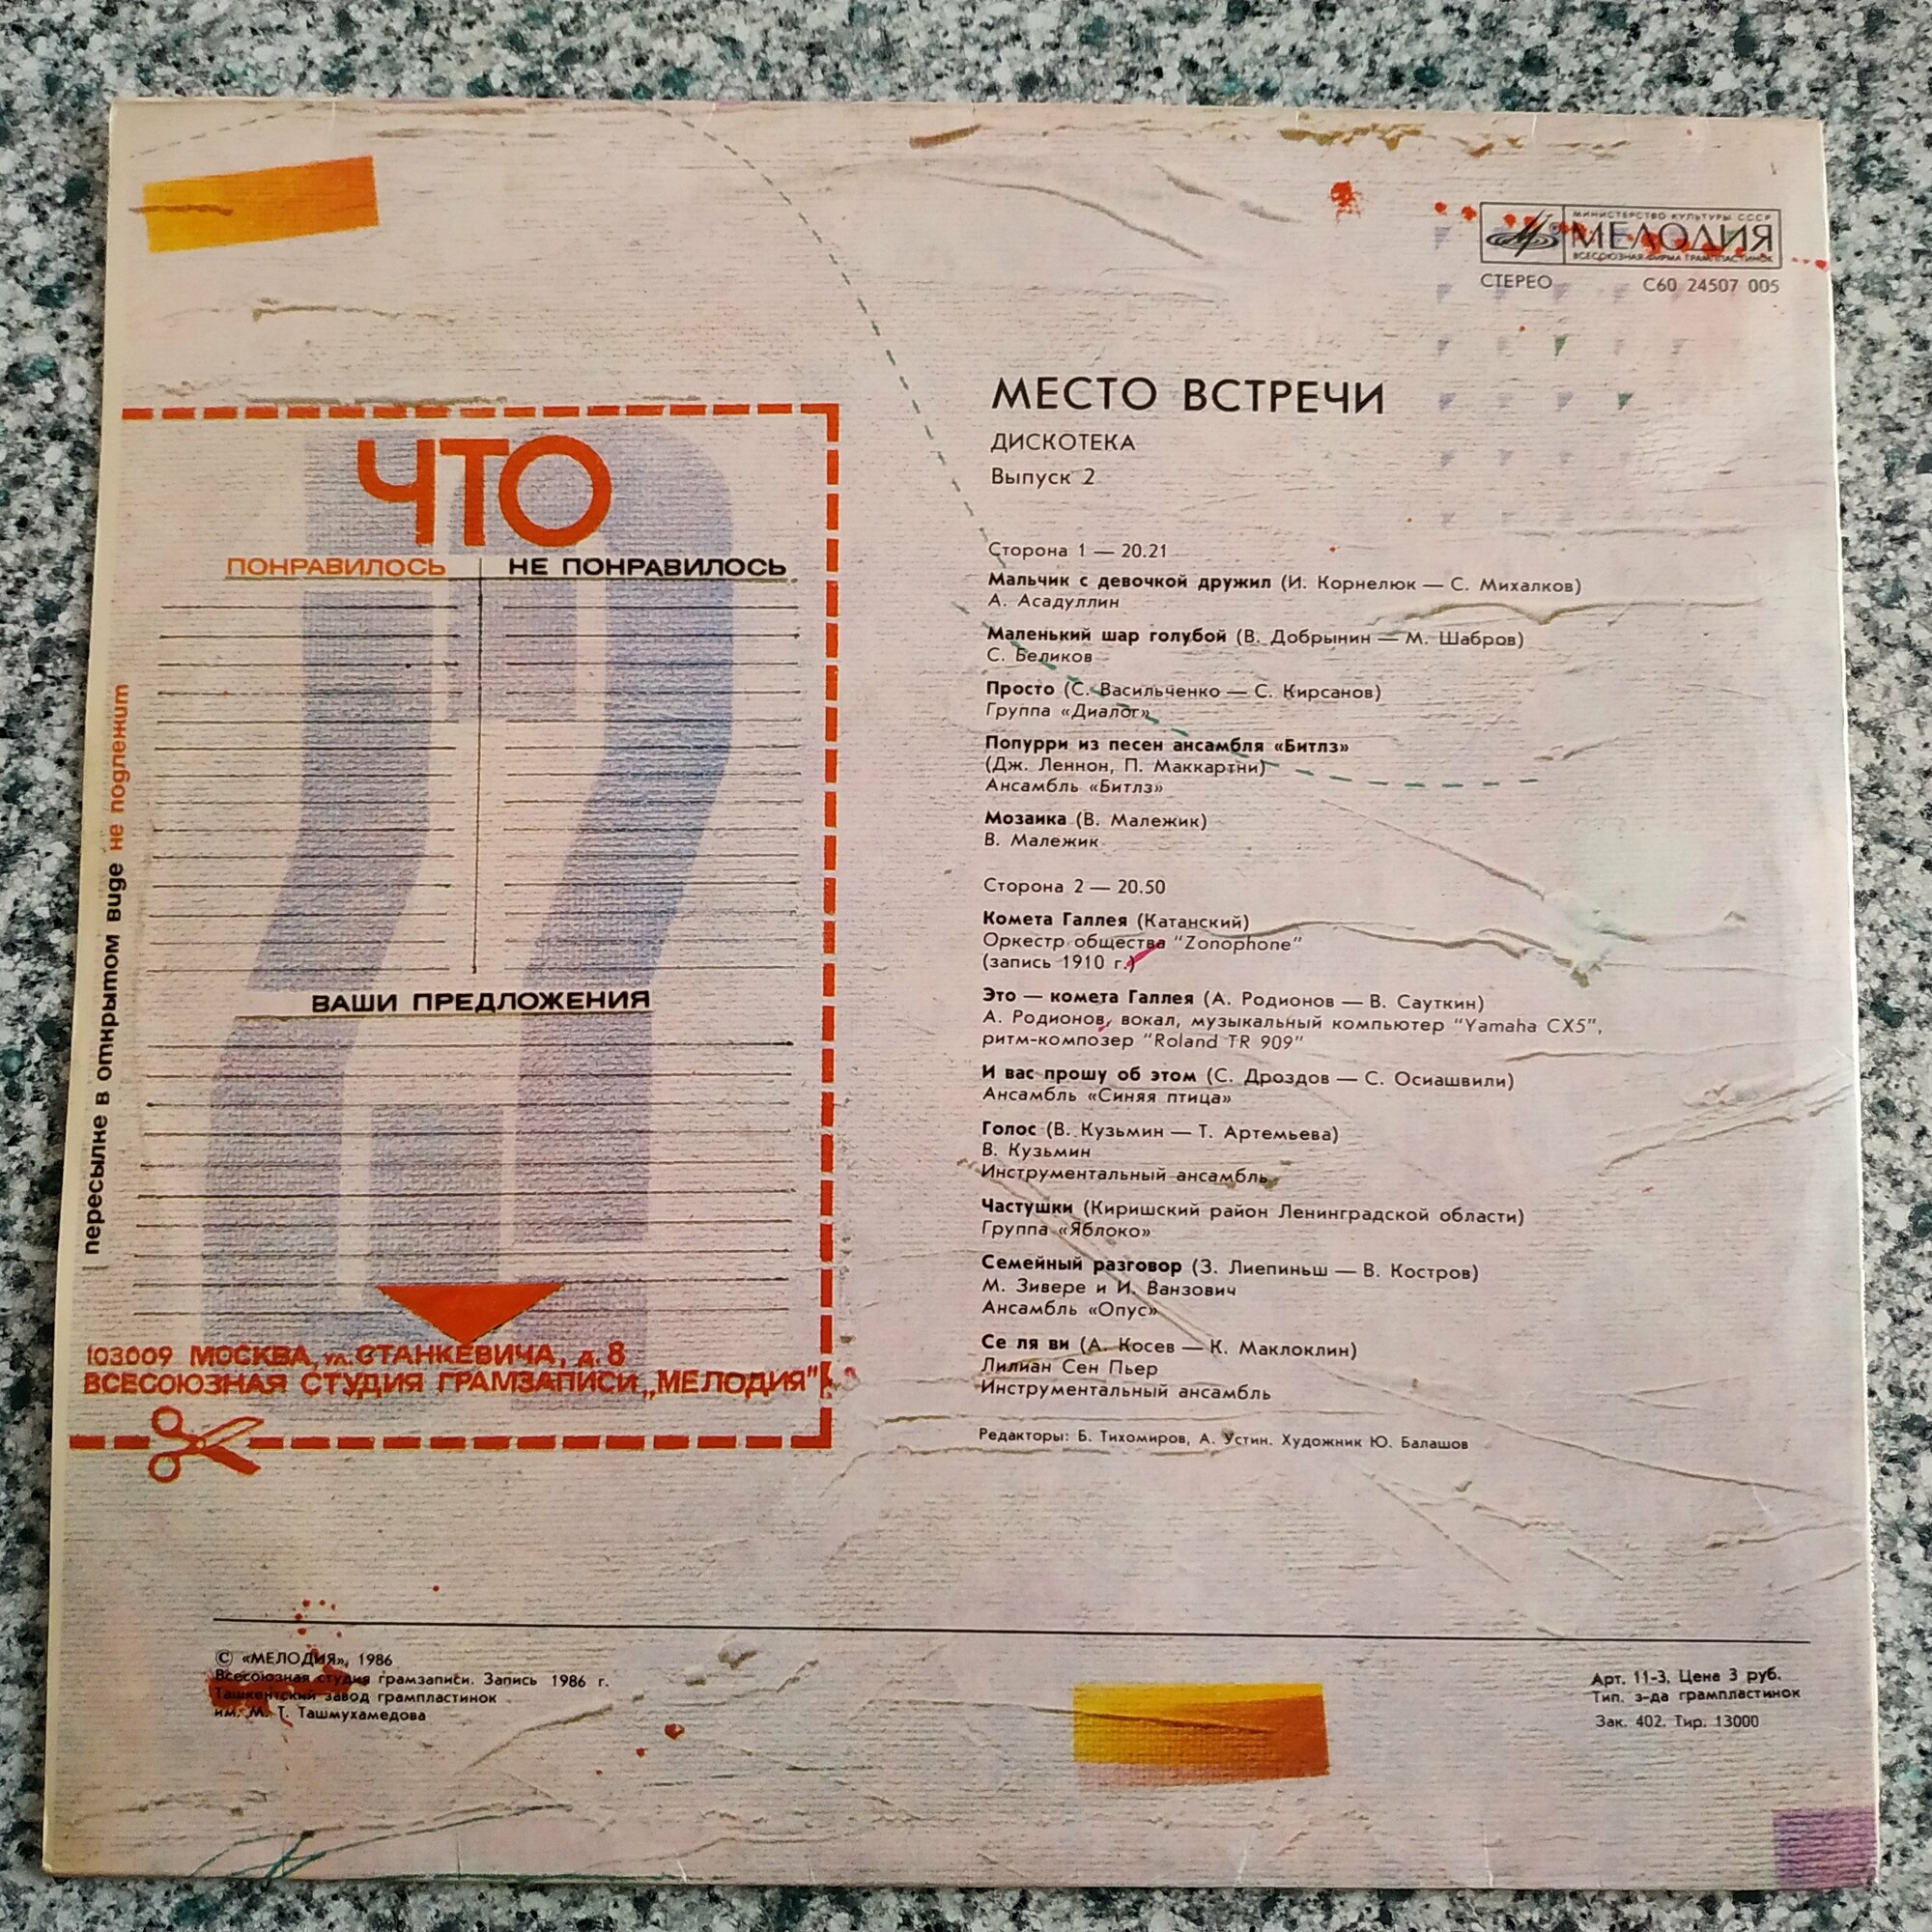 МИНИСТЕРСТВО КУЛЬТУРЫ СССР
МЕЛОДИЯ
ВСЕСОЮЗНАЯ ФИРМА ГРАМПЛАСТИНОК
СТЕРЕО С60 24507 005
МЕСТО ВСТРЕЧИ
ДИСКОТЕКА
Выпуск 2
Сторона 1 — 20.21
Мальчик с девочкой дружил (И. Корнелюк — С. Михалков)
А. Асадуллин
Маленький шар голубой (В. Добрынин — М. Шабров)
С. Беликов
Просто (С. Васильченко — С. Кирсанов)
Группа «Диалог»
Попурри из песен ансамбля «Битлз»
(Дж. Леннон, П. Маккартни)
Ансамбль «Битлз»
Мозаика (В. Малежик)
В. Малежик
Сторона 2 — 20.50
Комета Галлея (Катанский)
Оркестр общества "Zonophone"
(запись 1910 г.)
Это — комета Галлея (А. Родионов — В. Сауткин)
А. Родионов, вокал, музыкальный компьютер "Yamaha CX5",
ритм-композер "Roland TR 909"
И вас прошу об этом (С. Дроздов — С. Осиашвили)
Ансамбль «Синяя птица»
Голос (В. Кузьмин — Т. Артемьева)
В. Кузьмин
Инструментальный ансамбль
Частушки (Киришский район Ленинградской области)
Группа «Яблоко»
Семейный разговор (З. Лиепиньш — В. Костров)
М. Зивере и И. Ванзович
Ансамбль «Опус»
Се ля ви (А. Косев — К. Маклоклин)
Лилиан Сен Пьер
Инструментальный ансамбль
Редакторы: Б. Тихомиров, А. Устин. Художник Ю. Балашов
ЧТО
ПОНРАВИЛОСЬ НЕ ПОНРАВИЛОСЬ
ВАШИ ПРЕДЛОЖЕНИЯ
пересылке в открытом виде не подлежит
103009 МОСКВА, ул. СТАНКЕВИЧА, д. 8
ВСЕСОЮЗНАЯ СТУДИЯ ГРАМЗАПИСИ „МЕЛОДИЯ"
© «МЕЛОДИЯ», 1986
Всесоюзная студия грамзаписи. Запись 1986 г.
Ташкентский завод грампластинок
им. М. Т. Ташмухамедова
Арт. 11-3. Цена 3 руб.
Тип. з-да грампластинок
Зак. 402. Тир. 13000